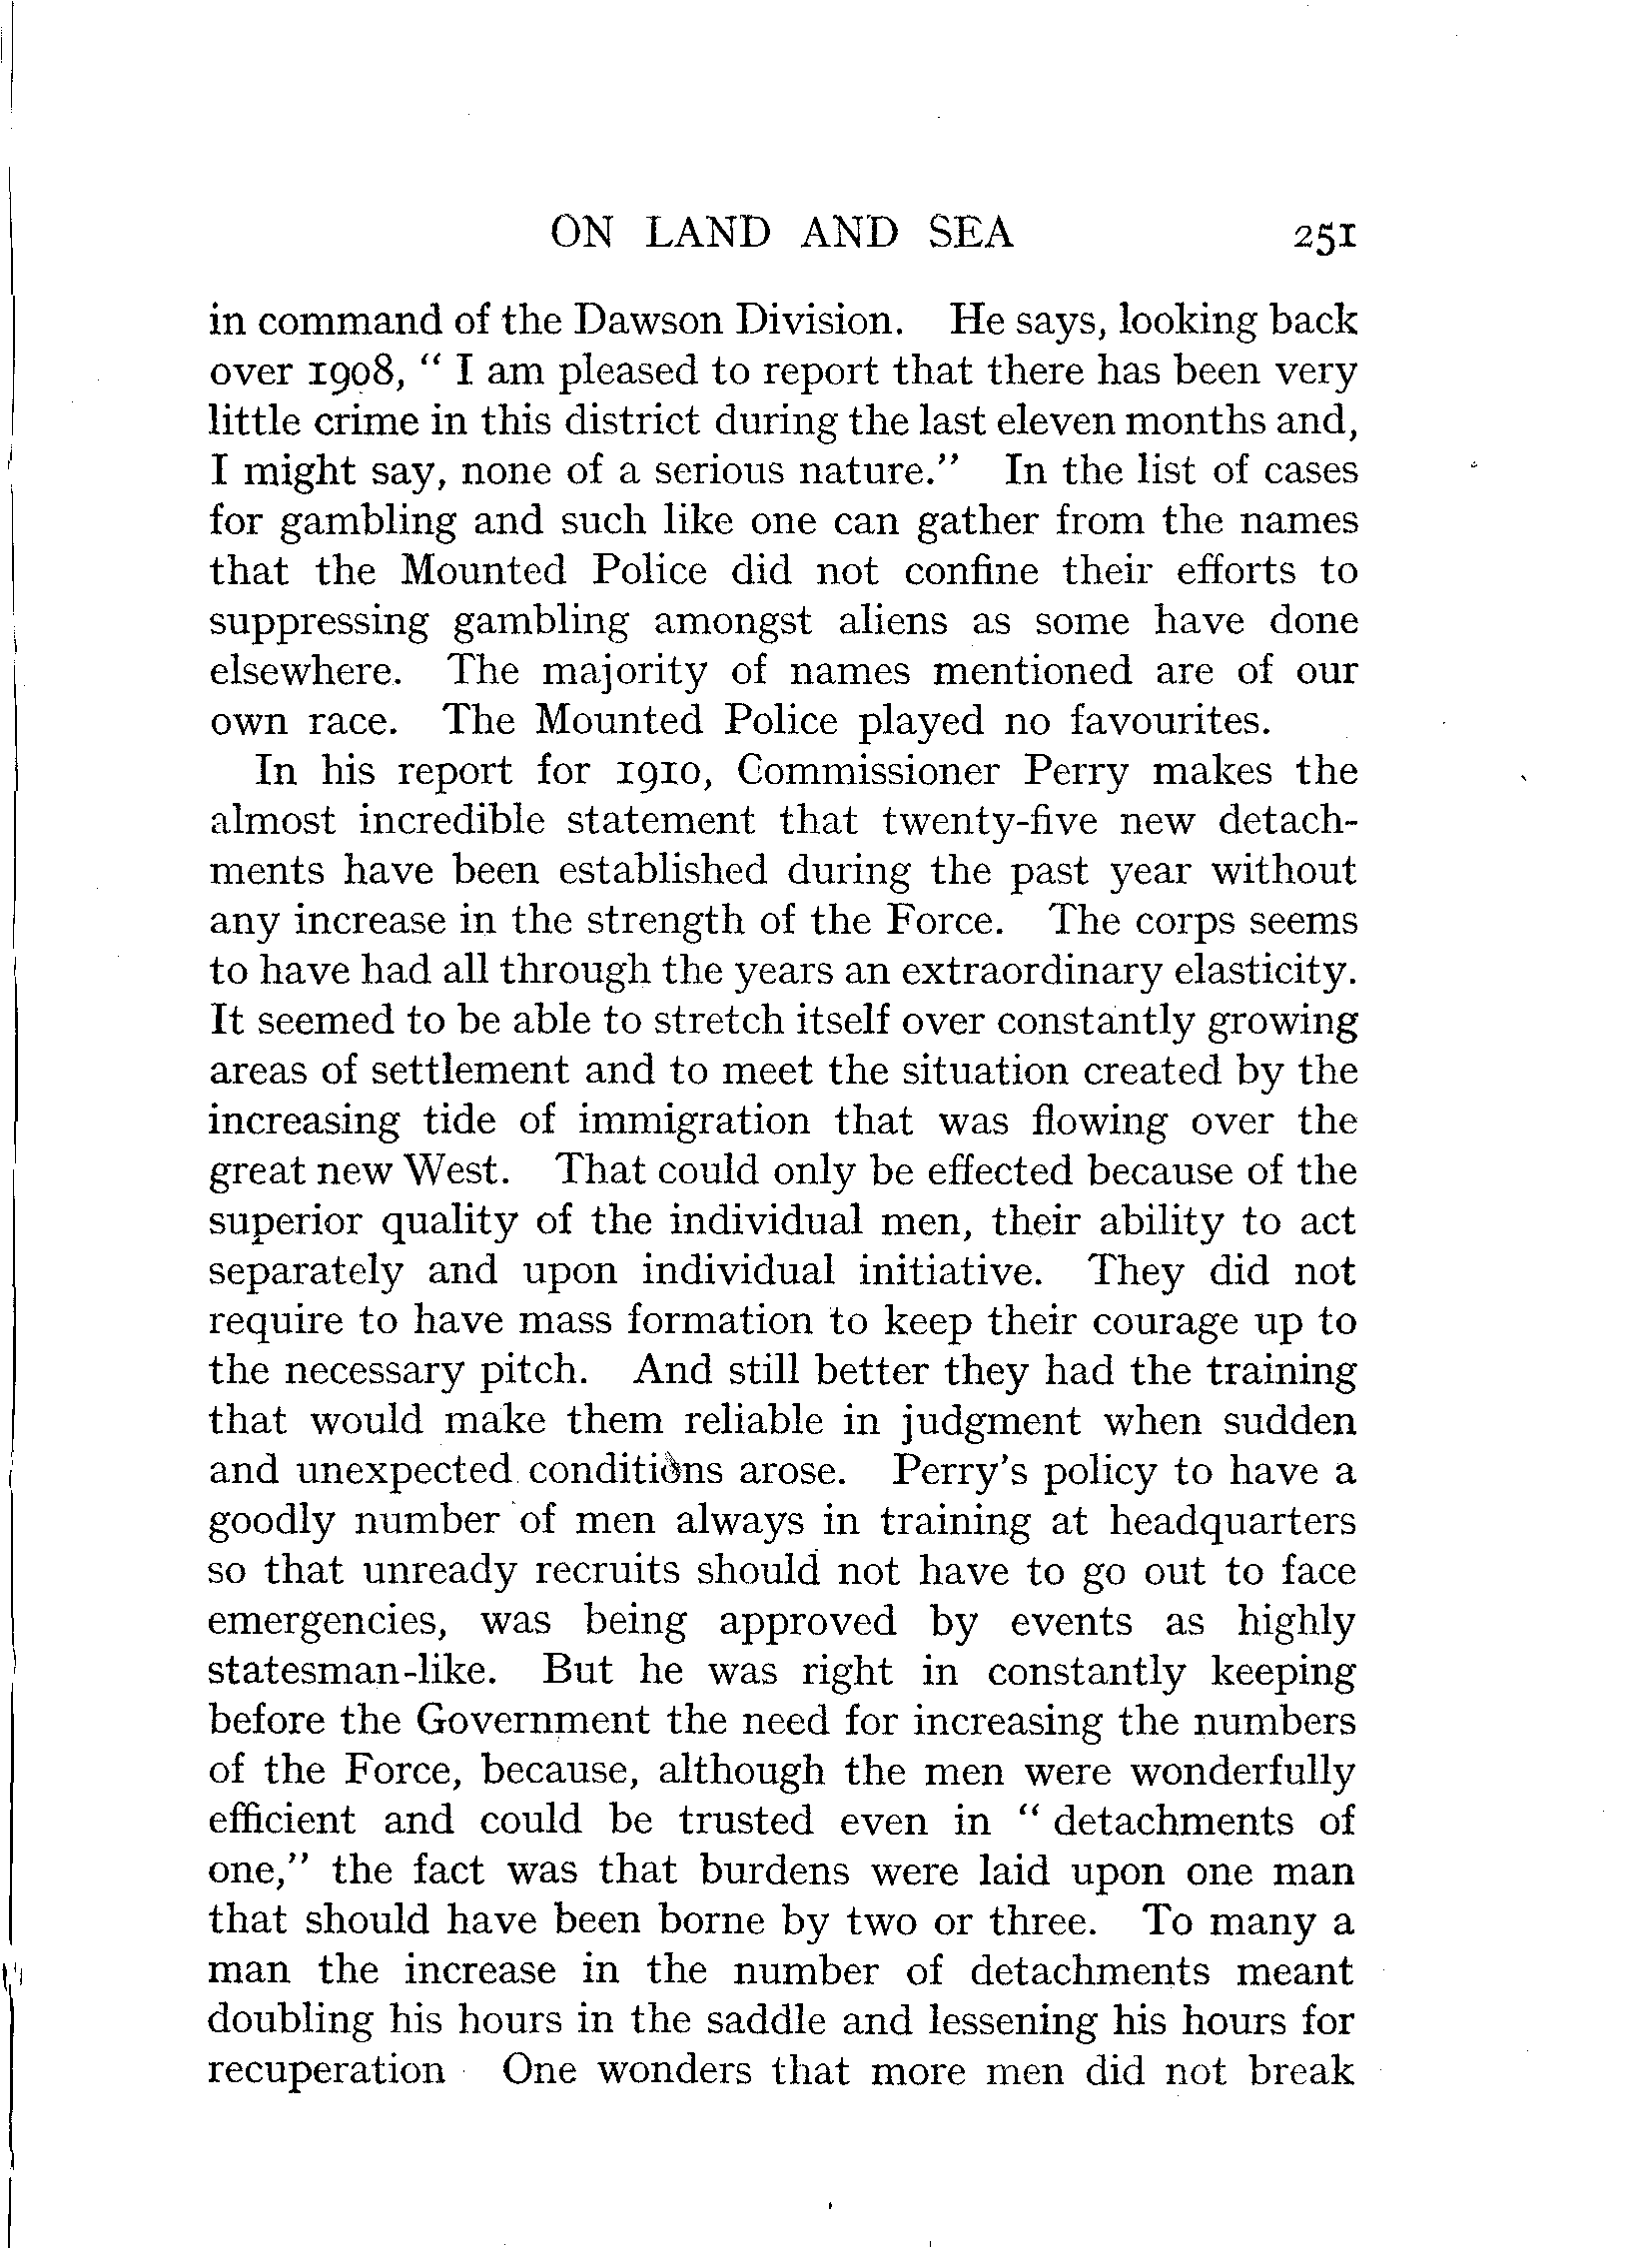 ON LAND AND SEA 251
in command of the Dawson Division. He says, looking back
over 1908, “ I am pleased to report that there has been very
little crime in this district during the last eleven months and,
I might say, none of a serious nature.” In the list of cases
for gambling and such like one can gather from the names
that the Mounted Police did not confine their efforts to
suppressing gambling amongst aliens as some have done
elsewhere. The majority of names mentioned are of our
own race. The Mounted Police played no favourites.
In his report for 1910, Commissioner Perry makes the
almost incredible statement that twenty-five new detach-
ments have been established during the past year without
any increase in the strength of the Force. The corps seems
to have had all through the years an extraordinary elasticity.
It seemed to be able to stretch itself over constantly growing
areas of settlement and to meet the situation created by the
increasing tide of immigration that was flowing over the
great new West. That could only be effected because of the
superior quality of the individual men, their ability to act
separately and upon individual initiative. They did not
require to have mass formation to keep their courage up to
the necessary pitch. And still better they had the training
that would make them reliable in judgment when sudden
and unexpected conditions arose. Perry’s policy to have a
goodly number of men always in training at headquarters
so that unready recruits should not have to go out to face
emergencies, was being approved by events as highly
statesman-like. But he was right in constantly keeping
before the Government the need for increasing the numbers
of the Force, because, although the men were wonderfully
efficient and could be trusted even in “ detachments of
one,” the fact was that burdens were laid upon one man
that should have been borne by two or three. To many a
man the increase in the number of detachments meant
doubling his hours in the saddle and lessening his hours for
recuperation One wonders that more men did not break